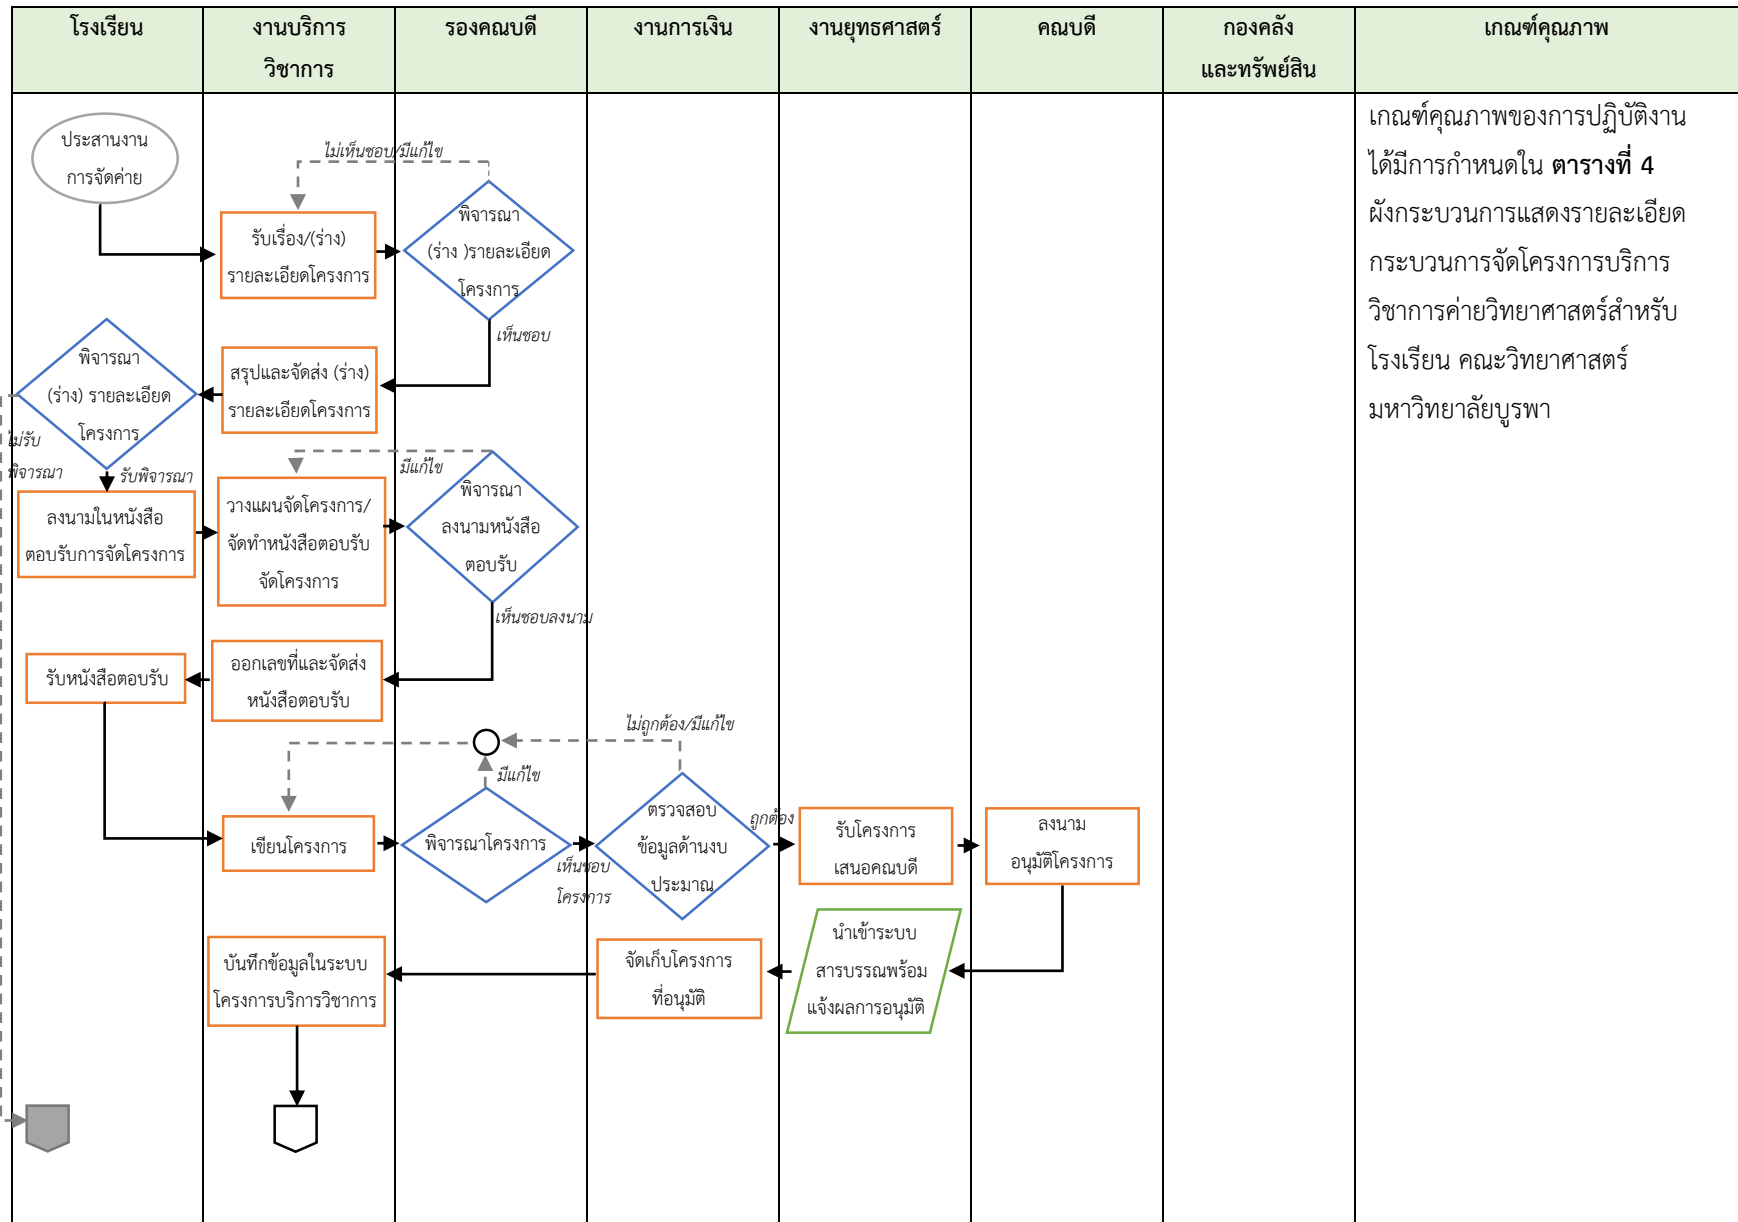 โรงเรียน
งานบริการ
วิชาการ
รองคณบดี
งานการเงิน
งานยุทธศาสตร์
คณบดี
กองคลัง
และทรัพย์สิน
เกณฑ์คุณภาพ
ประสานงาน
การจัดค่าย
ไม่เห็นชอบ/มีแก้ไข
รับเรื่อง/(ร่าง)
รายละเอียดโครงการ
พิจารณา
(ร่าง )รายละเอียด
โครงการ
เห็นชอบ
เกณฑ์คุณภาพของการปฏิบัติงาน
ได้มีการกำหนดใน ตารางที่ 4
ผังกระบวนการแสดงรายละเอียด
กระบวนการจัดโครงการบริการ
วิชาการค่ายวิทยาศาสตร์สำหรับ
โรงเรียน คณะวิทยาศาสตร์
มหาวิทยาลัยบูรพา
พิจารณา
(ร่าง) รายละเอียด
โครงการ
สรุปและจัดส่ง (ร่าง)
รายละเอียดโครงการ
ไม่รับ
พิจารณา
รับพิจารณา
มีแก้ไข
ลงนามในหนังสือ
ตอบรับการจัดโครงการ
วางแผนจัดโครงการ/
จัดทำหนังสือตอบรับ
จัดโครงการ
พิจารณา
ลงนามหนังสือ
ตอบรับ
เห็นชอบลงนาม
รับหนังสือตอบรับ
ออกเลขที่และจัดส่ง
หนังสือตอบรับ
ไม่ถูกต้อง/มีแก้ไข
มีแก้ไข
เขียนโครงการ
พิจารณาโครงการ
เห็นชอบ
โครงการ
ตรวจสอบ
ข้อมูลด้านงบ
ประมาณ
ถูกต้อง
รับโครงการ
เสนอคณบดี
ลงนาม
อนุมัติโครงการ
บันทึกข้อมูลในระบบ
โครงการบริการวิชาการ
จัดเก็บโครงการ
ที่อนุมัติ
นำเข้าระบบ
สารบรรณพร้อม
แจ้งผลการอนุมัติ